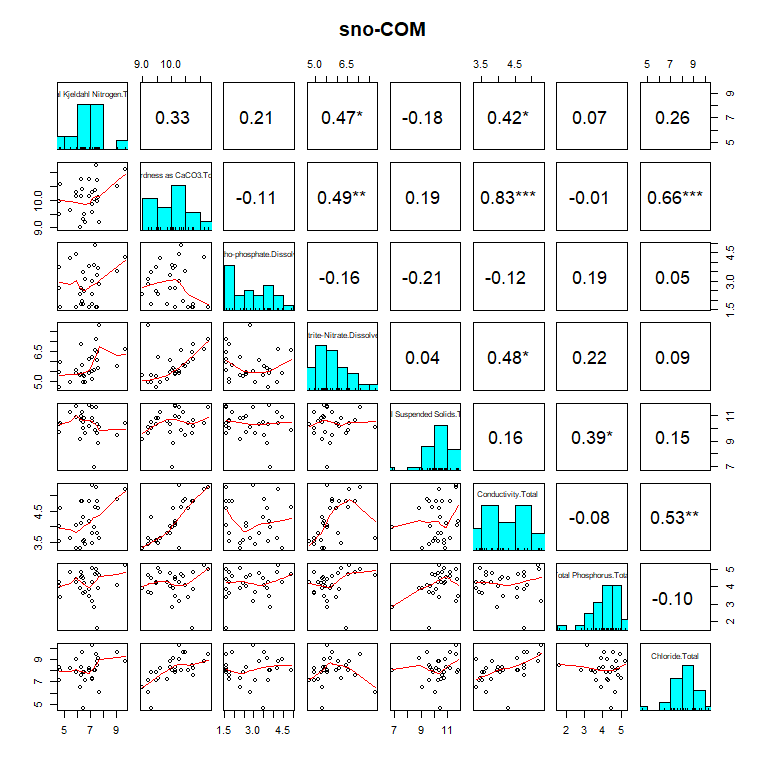 sno-COM
9.0 10.0 5.0 6.5 3.5 4.5 5 6 7 8 9
l Kjeldahl Nitrogen.T
0.33 0.21 0.47* -0.18 0.42* 0.07 0.26
5 7 9
rdness as CaCO3.To
9.0 10.0
-0.11 0.49** 0.19 0.83*** -0.01 0.66***
ho-phosphate.Dissolv
-0.16 -0.21 -0.12 0.19 0.05
1.5 3.0 4.5
trite-Nitrate.Dissolve
5.0 6.5
0.04 0.48* 0.22 0.09
l Suspended Solids.T
0.16 0.39* 0.15
7 9 11
Conductivity.Total
3.5 4.5
-0.08 0.53**
otal Phosphorus.Tota
-0.10
2 3 4 5
Chloride.Total
5 7 9
5 7 9 1.5 3.0 4.5 7 9 11 2 3 4 5